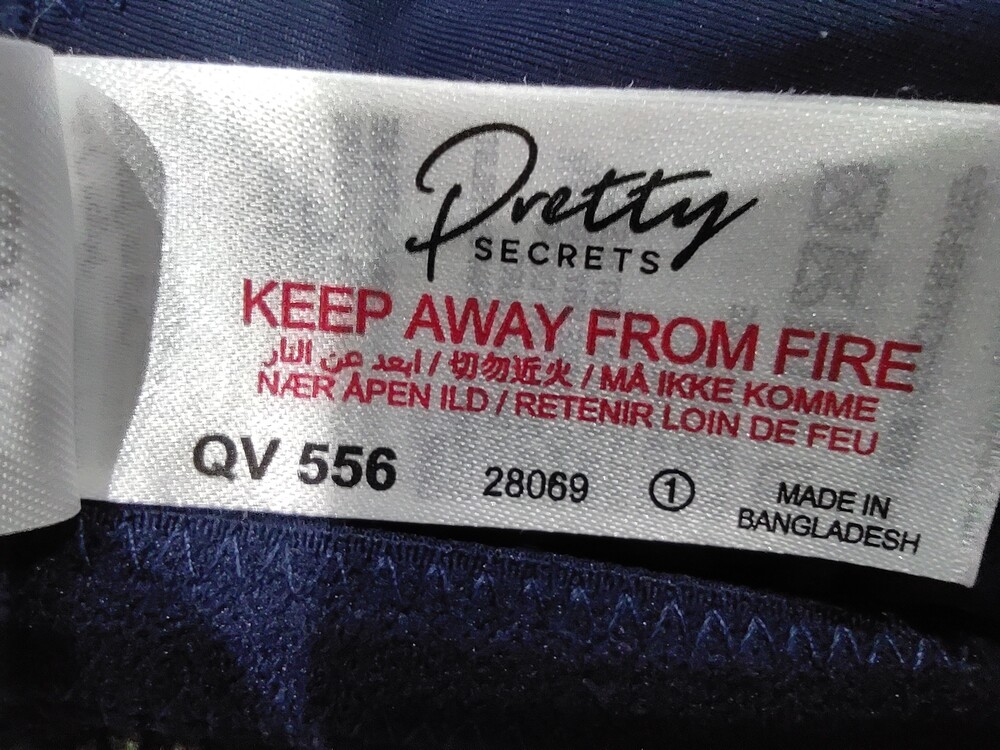 Pretty
SECRETS
KEEP AWAY FROM FIRE
ابعد عن النار / 切勿近火 / MÅ IKKE KOMME
NÆR ÅPEN ILD / RETENIR LOIN DE FEU
QV 556 28069 1 MADE IN
BANGLADESH